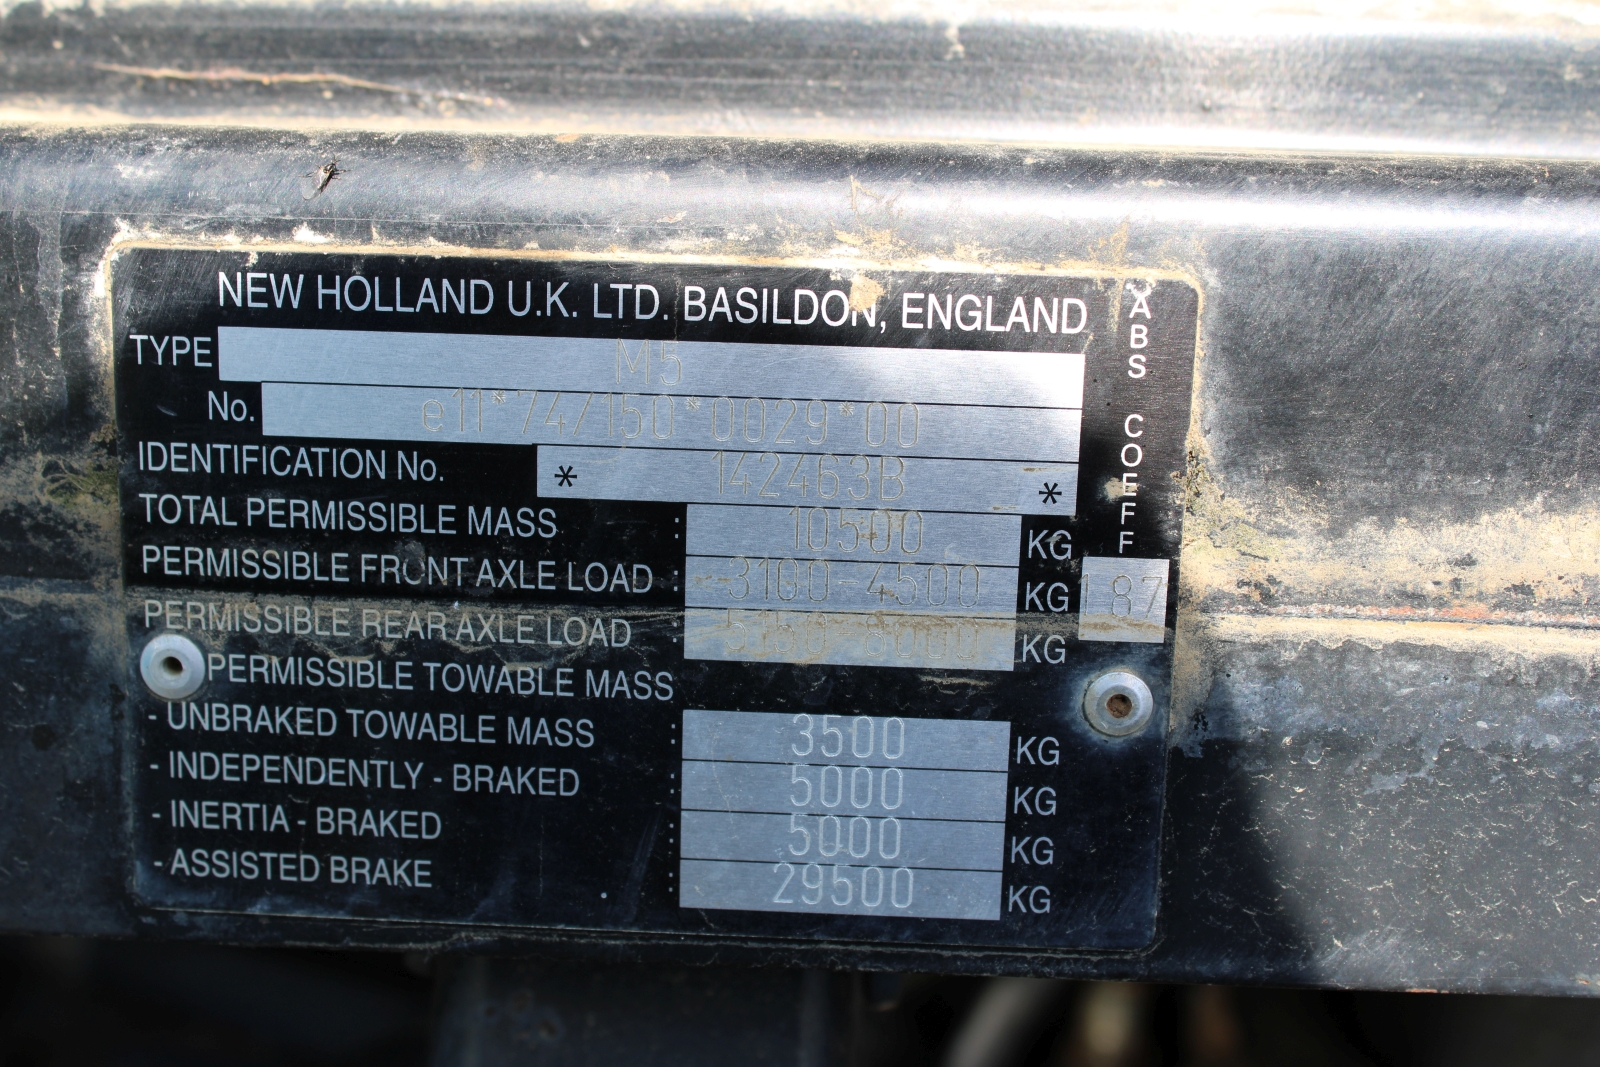 NEW HOLLAND U.K. LTD. BASILDON, ENGLAND
TYPE M5
No. e11*74/150*0029*00
IDENTIFICATION No. * 142463B *
TOTAL PERMISSIBLE MASS : 10500 KG
PERMISSIBLE FRONT AXLE LOAD : 3100-4500 KG
PERMISSIBLE REAR AXLE LOAD : KG
PERMISSIBLE TOWABLE MASS
- UNBRAKED TOWABLE MASS : 3500 KG
- INDEPENDENTLY - BRAKED : 5000 KG
- INERTIA - BRAKED : 5000 KG
- ASSISTED BRAKE : 29500 KG
ABS COEFF
187